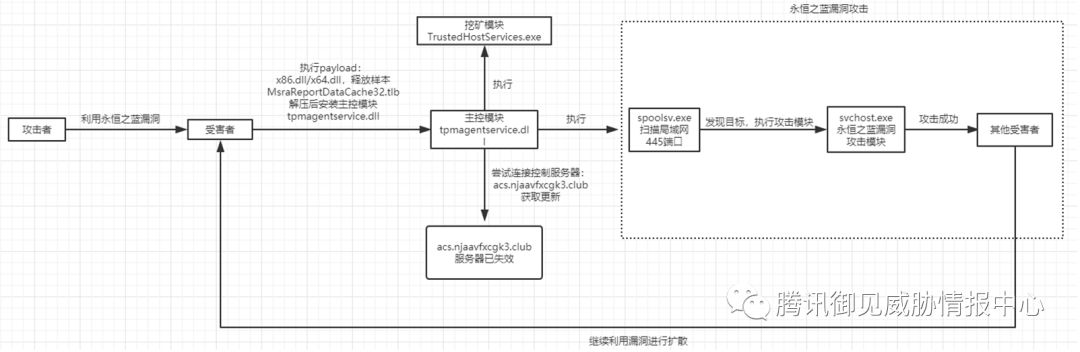 永恒之蓝漏洞攻击
挖矿模块
TrustedHostServices.exe
执行payload：
x86.dll/x64.dll，释放样本
MsraReportDataCache32.tlb
解压后安装主控模块
tpmagentservice.dll
执行
攻击者
利用永恒之蓝漏洞
受害者
主控模块
tpmagentservice.dl
l
执行
spoolsv.exe
扫描局域网
445端口
发现目标，执行攻击模块
svchost.exe
永恒之蓝漏洞
攻击模块
攻击成功
其他受害者
尝试连接控制服务器：
acs.njaavfxcgk3.club
获取更新
acs.njaavfxcgk3.club
服务器已失效
腾讯御见威胁情报中心
继续利用漏洞进行扩散